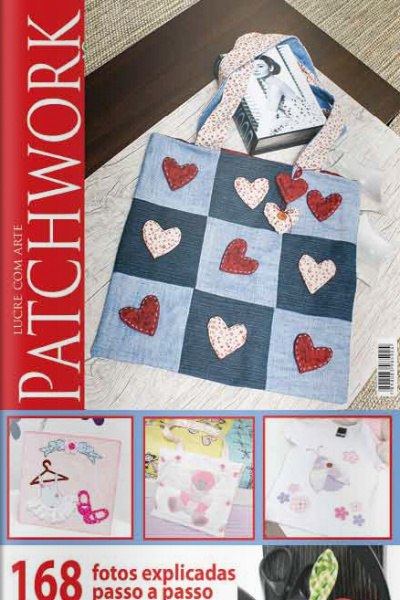 LUCRE COM ARTE
PATCHWORK
168
fotos explicadas
passo a passo